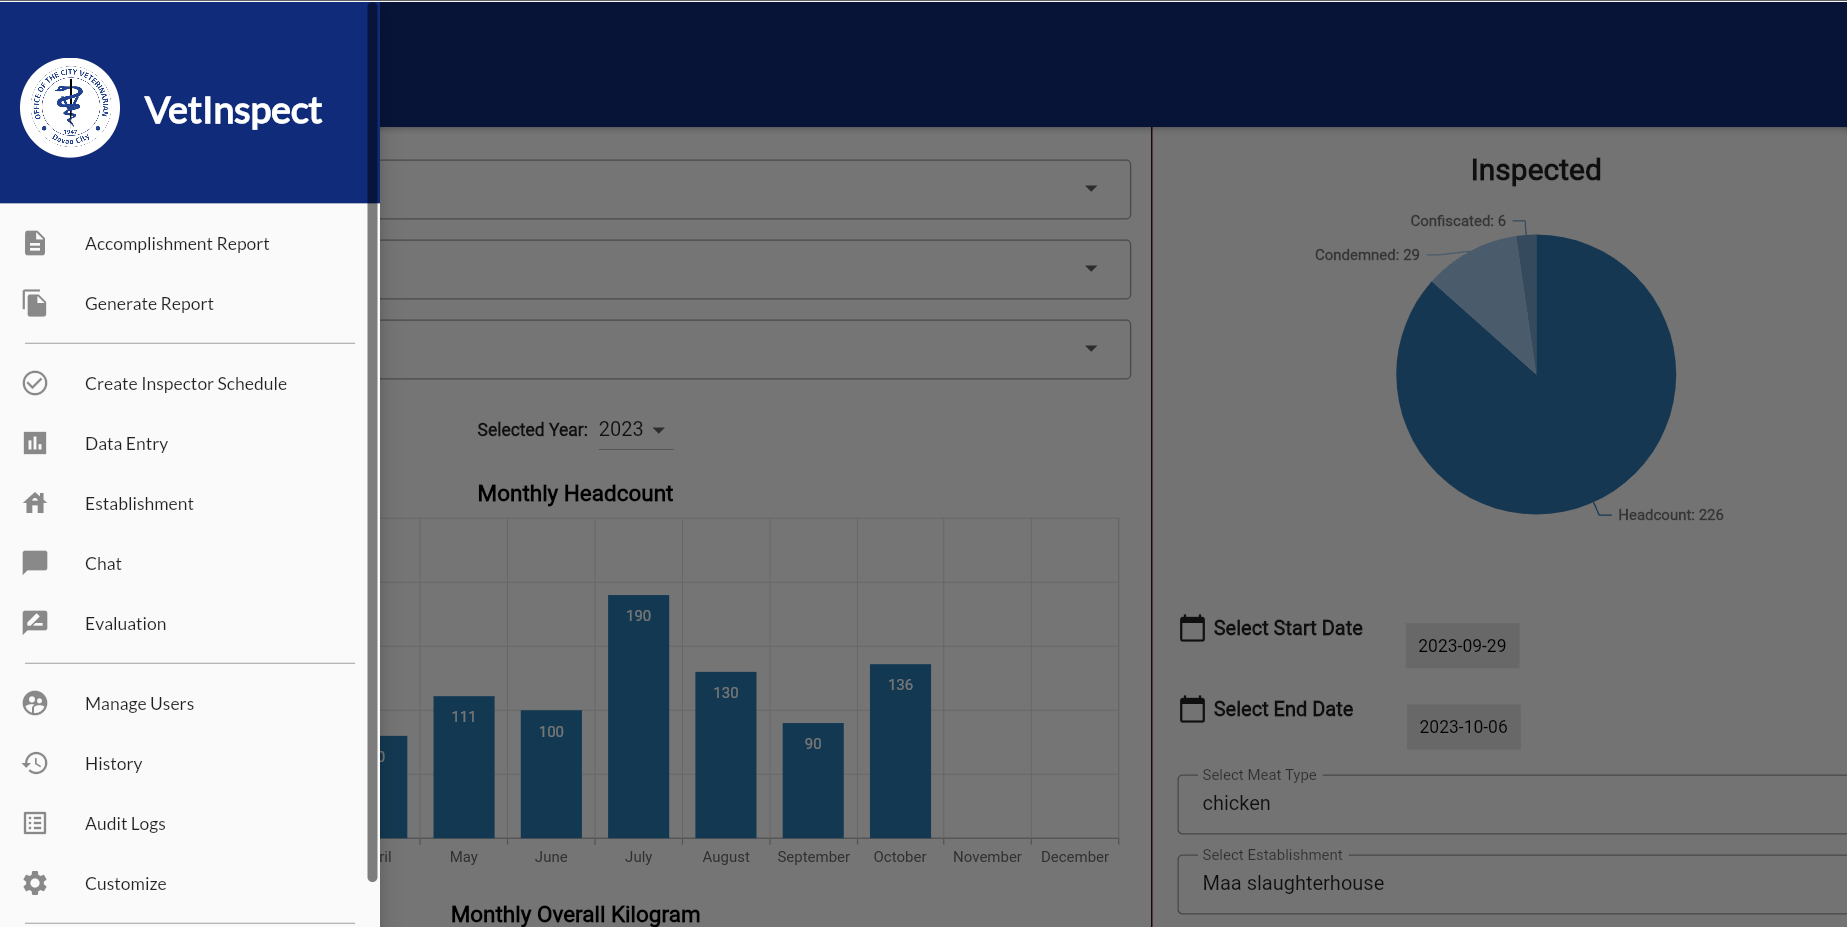 OFFICE OF THE CITY VETERINARIAN
1947
Davao City
VetInspect
Accomplishment Report
Generate Report
Create Inspector Schedule
Data Entry
Establishment
Chat
Evaluation
Manage Users
History
Audit Logs
Customize
Selected Year: 2023
Monthly Headcount
0
111
100
190
130
90
136
ril
May
June
July
August
September
October
November
December
Monthly Overall Kilogram
Inspected
Confiscated: 6
Condemned: 29
Headcount: 226
Select Start Date
2023-09-29
Select End Date
2023-10-06
Select Meat Type
chicken
Select Establishment
Maa slaughterhouse